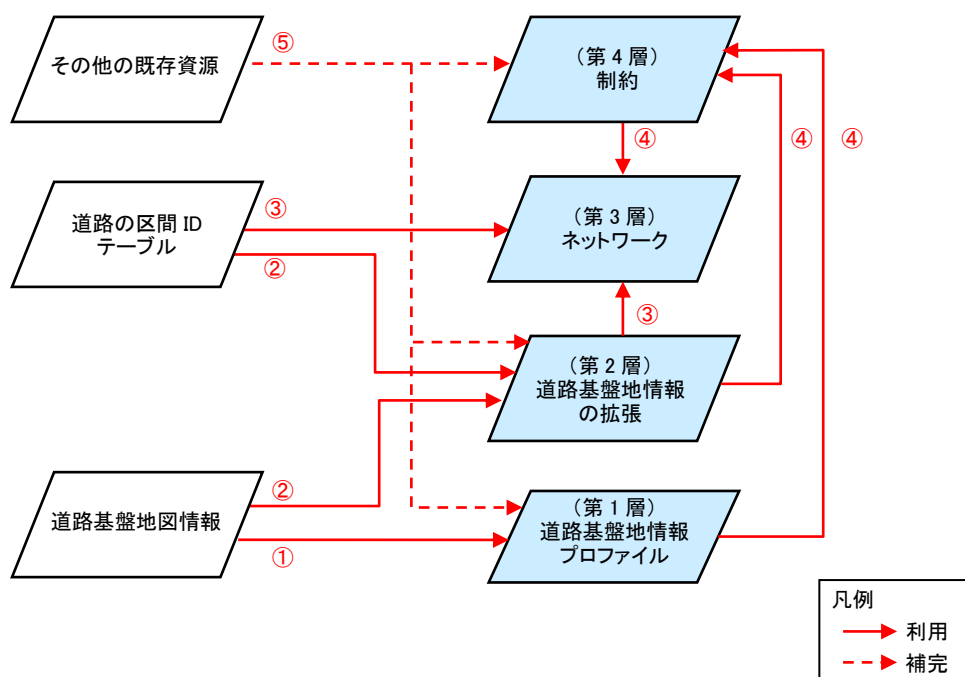 その他の既存資源
⑤
(第4層)
制約
④
④
④
道路の区間 ID
テーブル
③
②
(第3層)
ネットワーク
③
(第2層)
道路基盤地情報
の拡張
道路基盤地図情報
②
①
(第1層)
道路基盤地情報
プロファイル
凡例
利用
補完